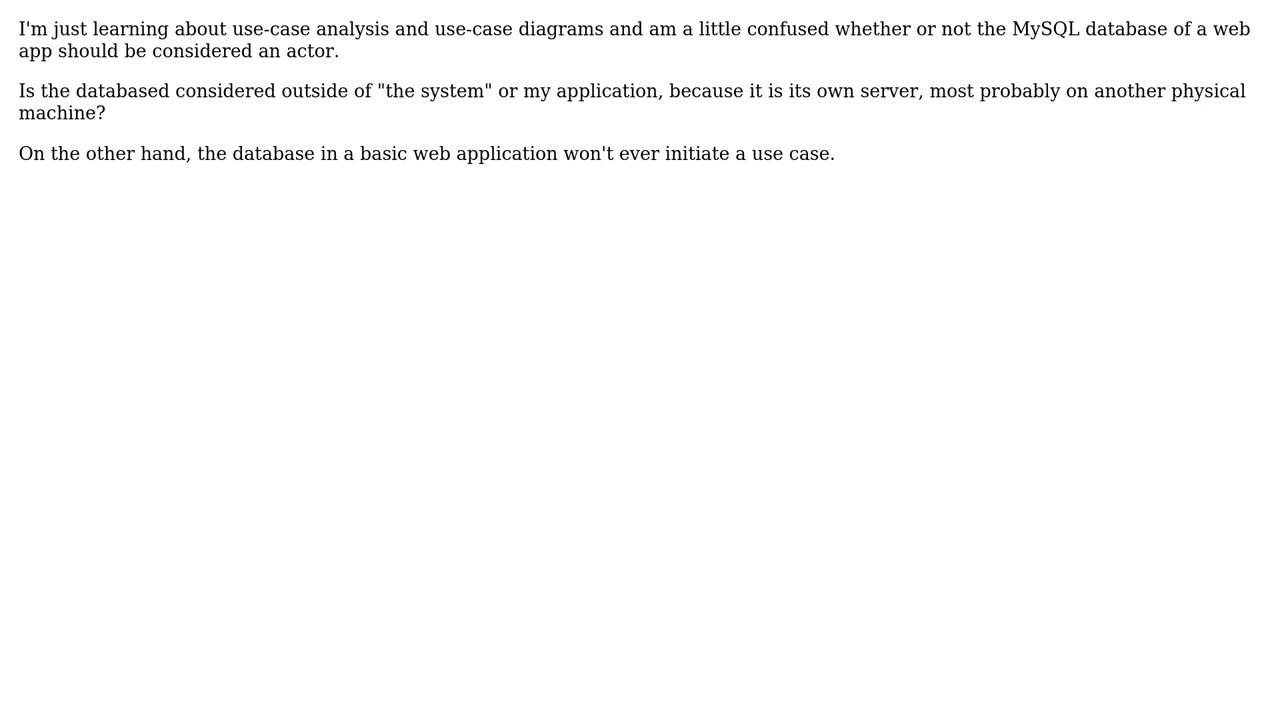 I'm just learning about use-case analysis and use-case diagrams and am a little confused whether or not the MySQL database of a web
app should be considered an actor.
Is the databased considered outside of "the system" or my application, because it is its own server, most probably on another physical
machine?
On the other hand, the database in a basic web application won't ever initiate a use case.